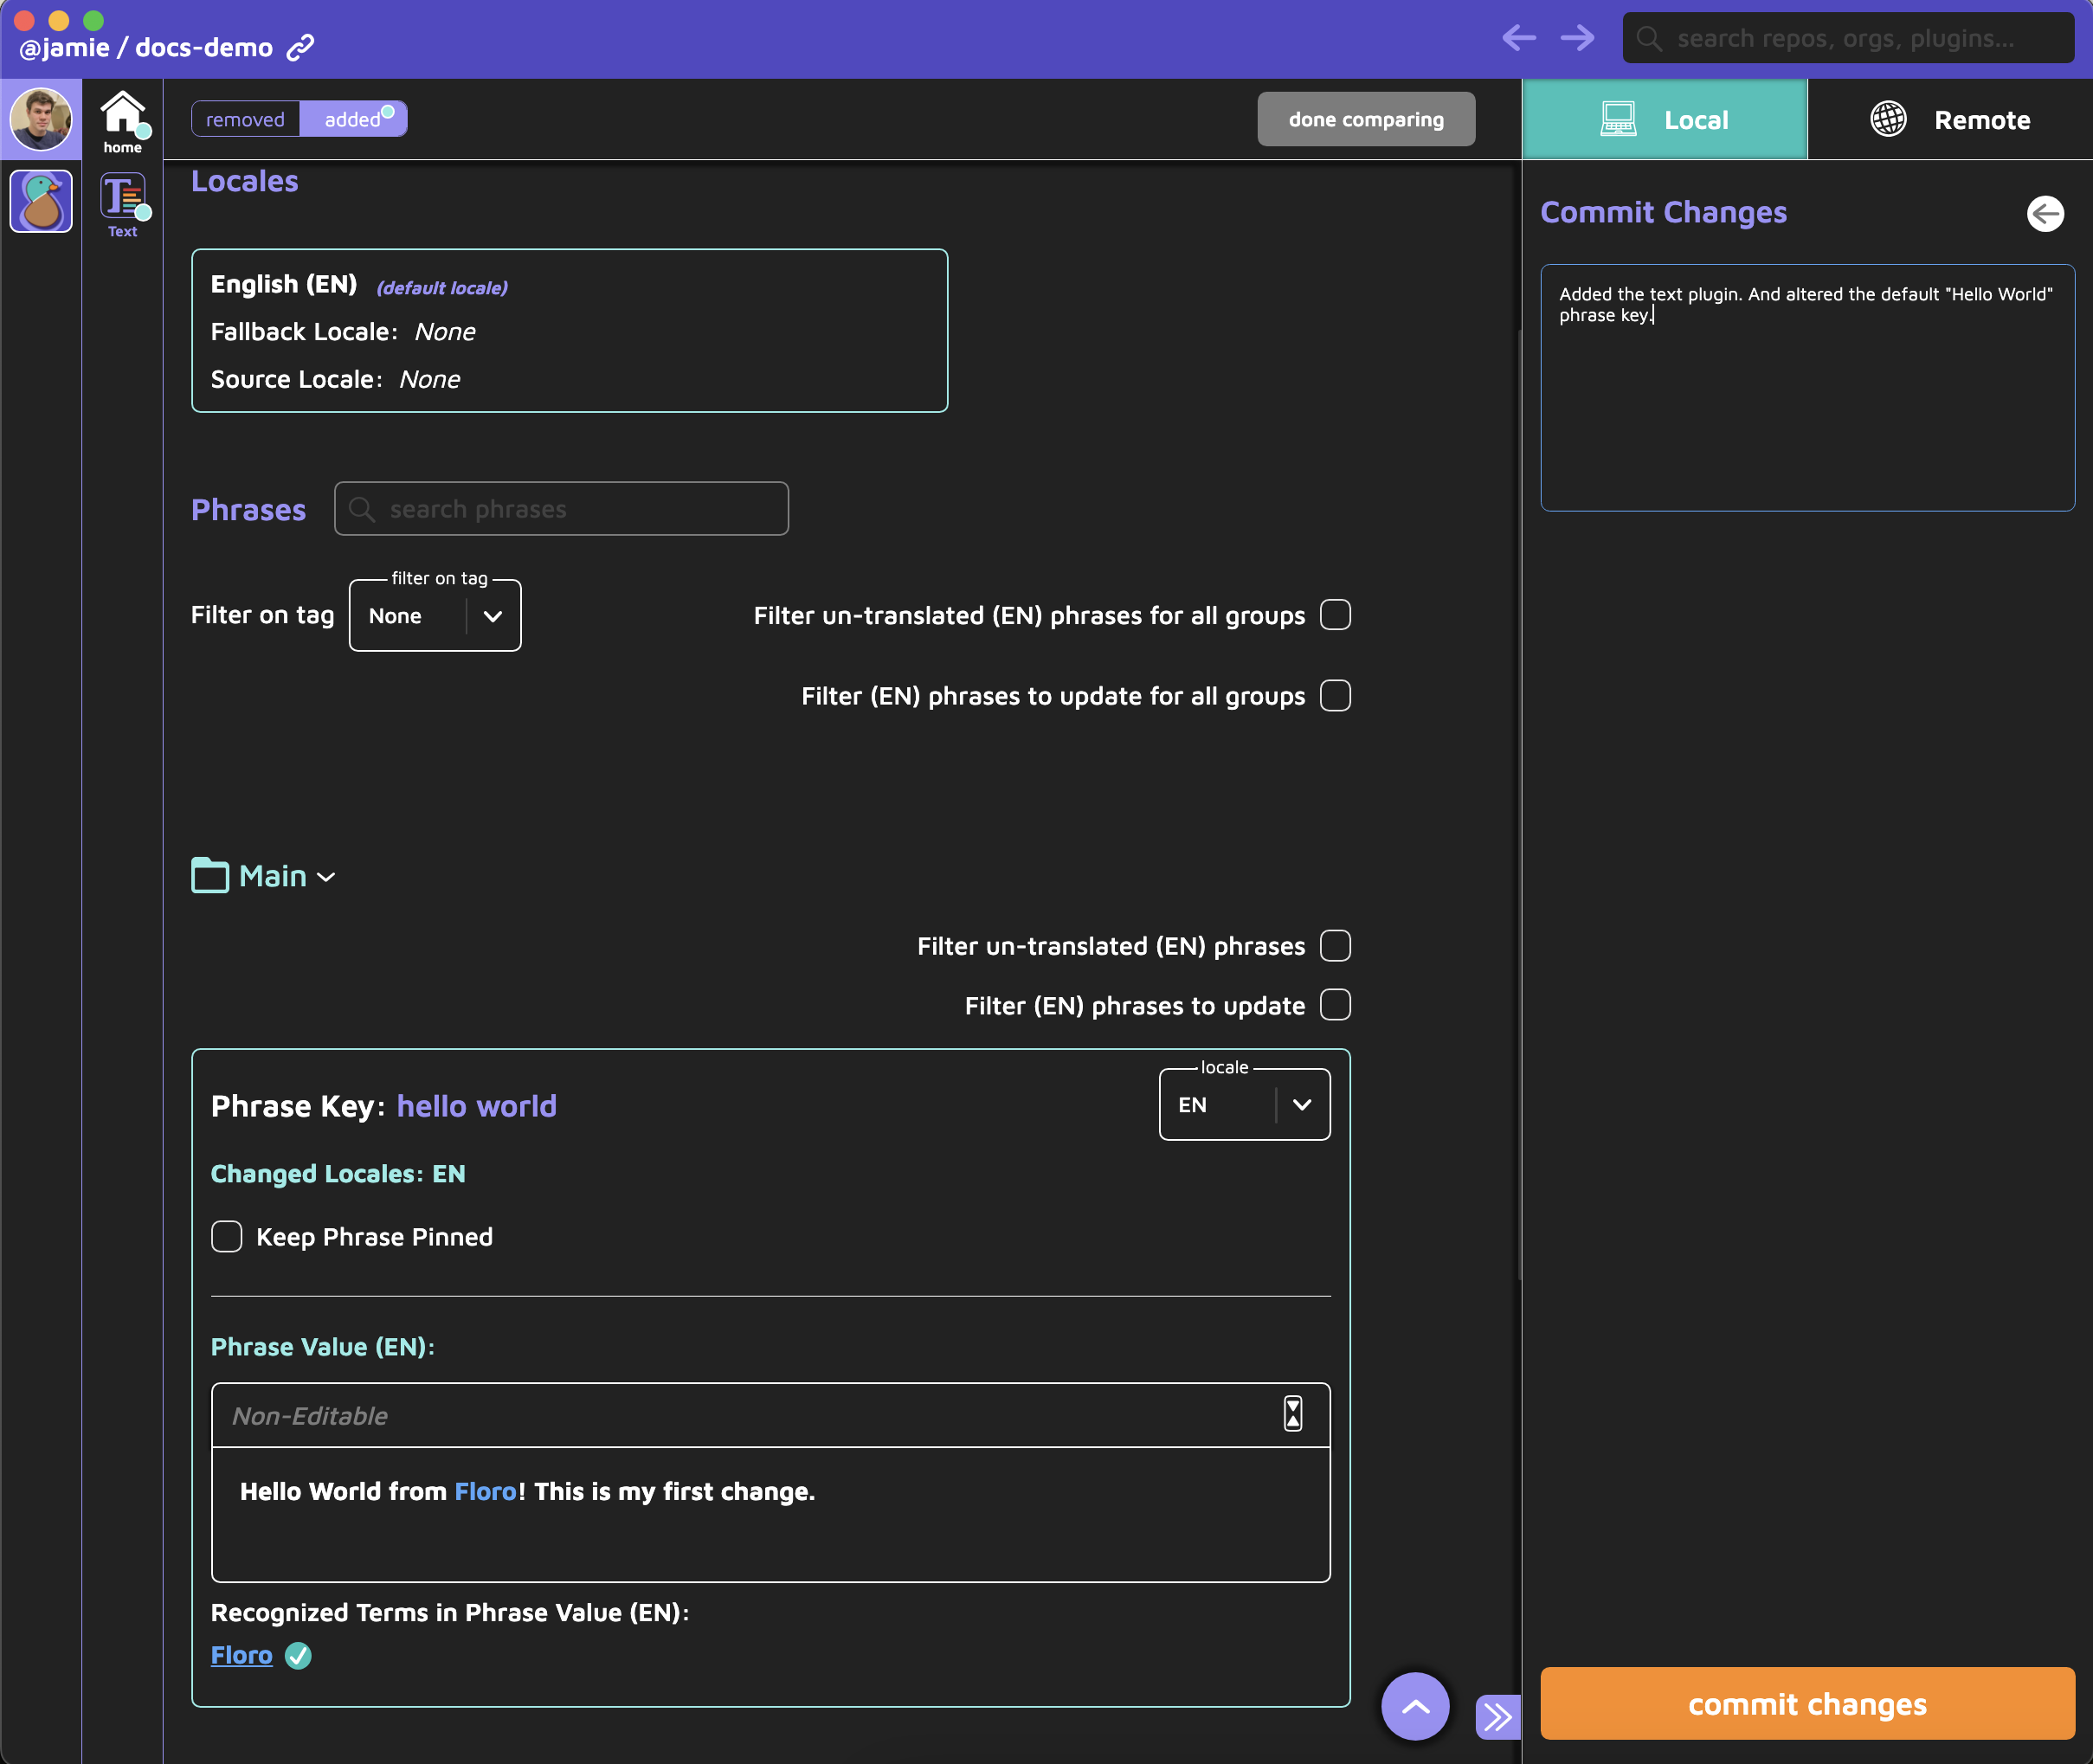 @jamie / docs-demo
search repos, orgs, plugins...
home
Text
removed
added
done comparing
Local
Remote
Locales
English (EN) (default locale)
Fallback Locale: None
Source Locale: None
Phrases
search phrases
filter on tag
Filter on tag
None
Filter un-translated (EN) phrases for all groups
Filter (EN) phrases to update for all groups
Main
Filter un-translated (EN) phrases
Filter (EN) phrases to update
locale
Phrase Key: hello world
EN
Changed Locales: EN
Keep Phrase Pinned
Phrase Value (EN):
Non-Editable
Hello World from Floro! This is my first change.
Recognized Terms in Phrase Value (EN):
Floro
Commit Changes
Added the text plugin. And altered the default "Hello World"
phrase key.
commit changes